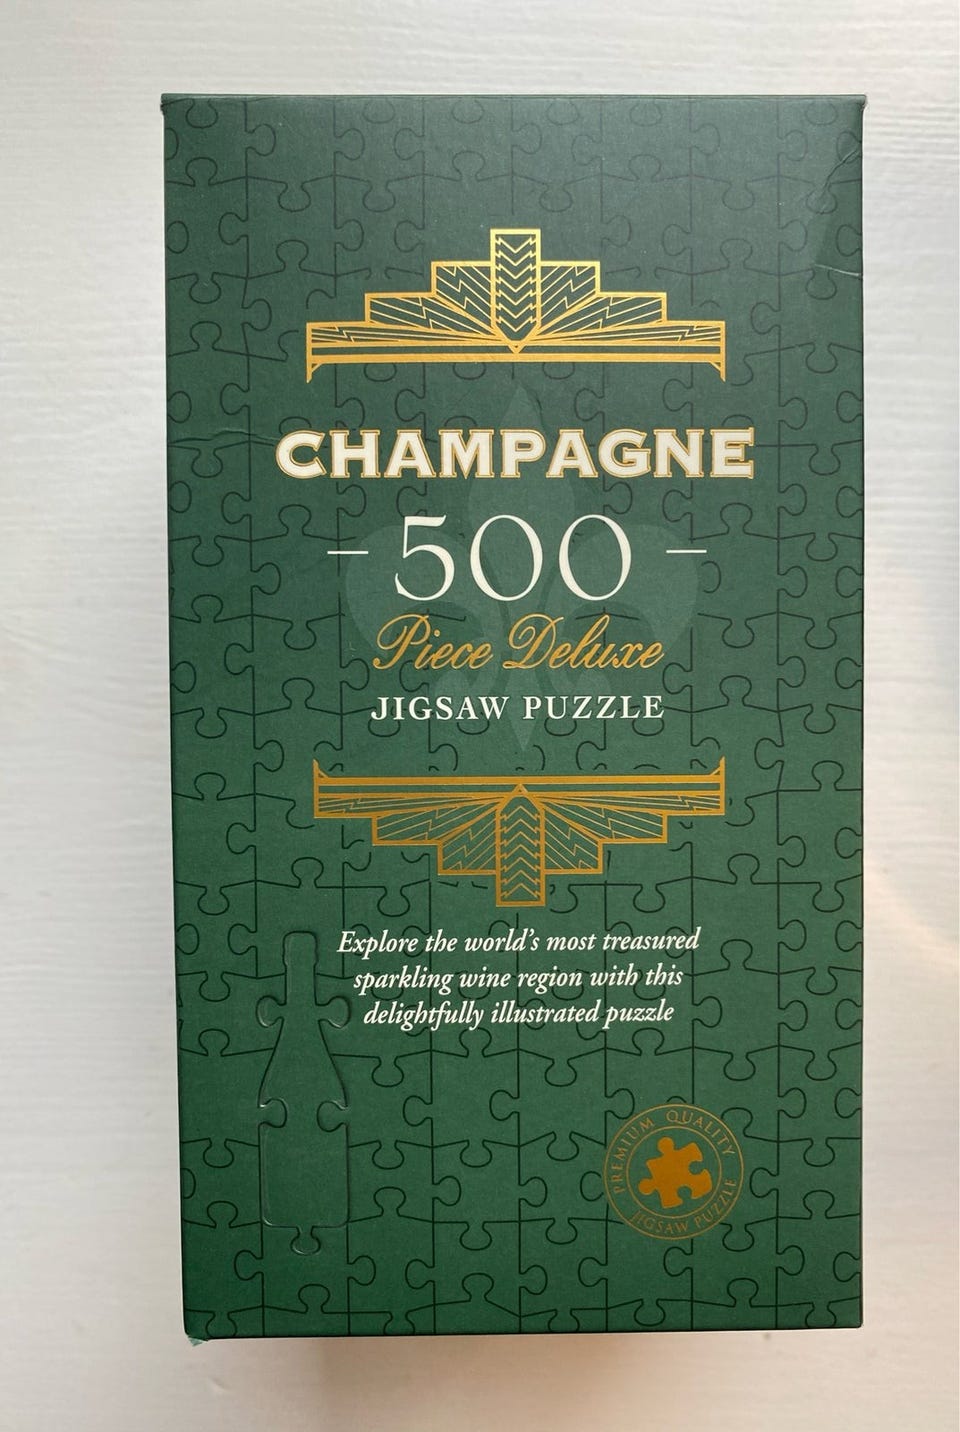 CHAMPAGNE
– 500 –
Piece Deluxe
JIGSAW PUZZLE
Explore the world's most treasured
sparkling wine region with this
delightfully illustrated puzzle
PREMIUM QUALITY
JIGSAW PUZZLE